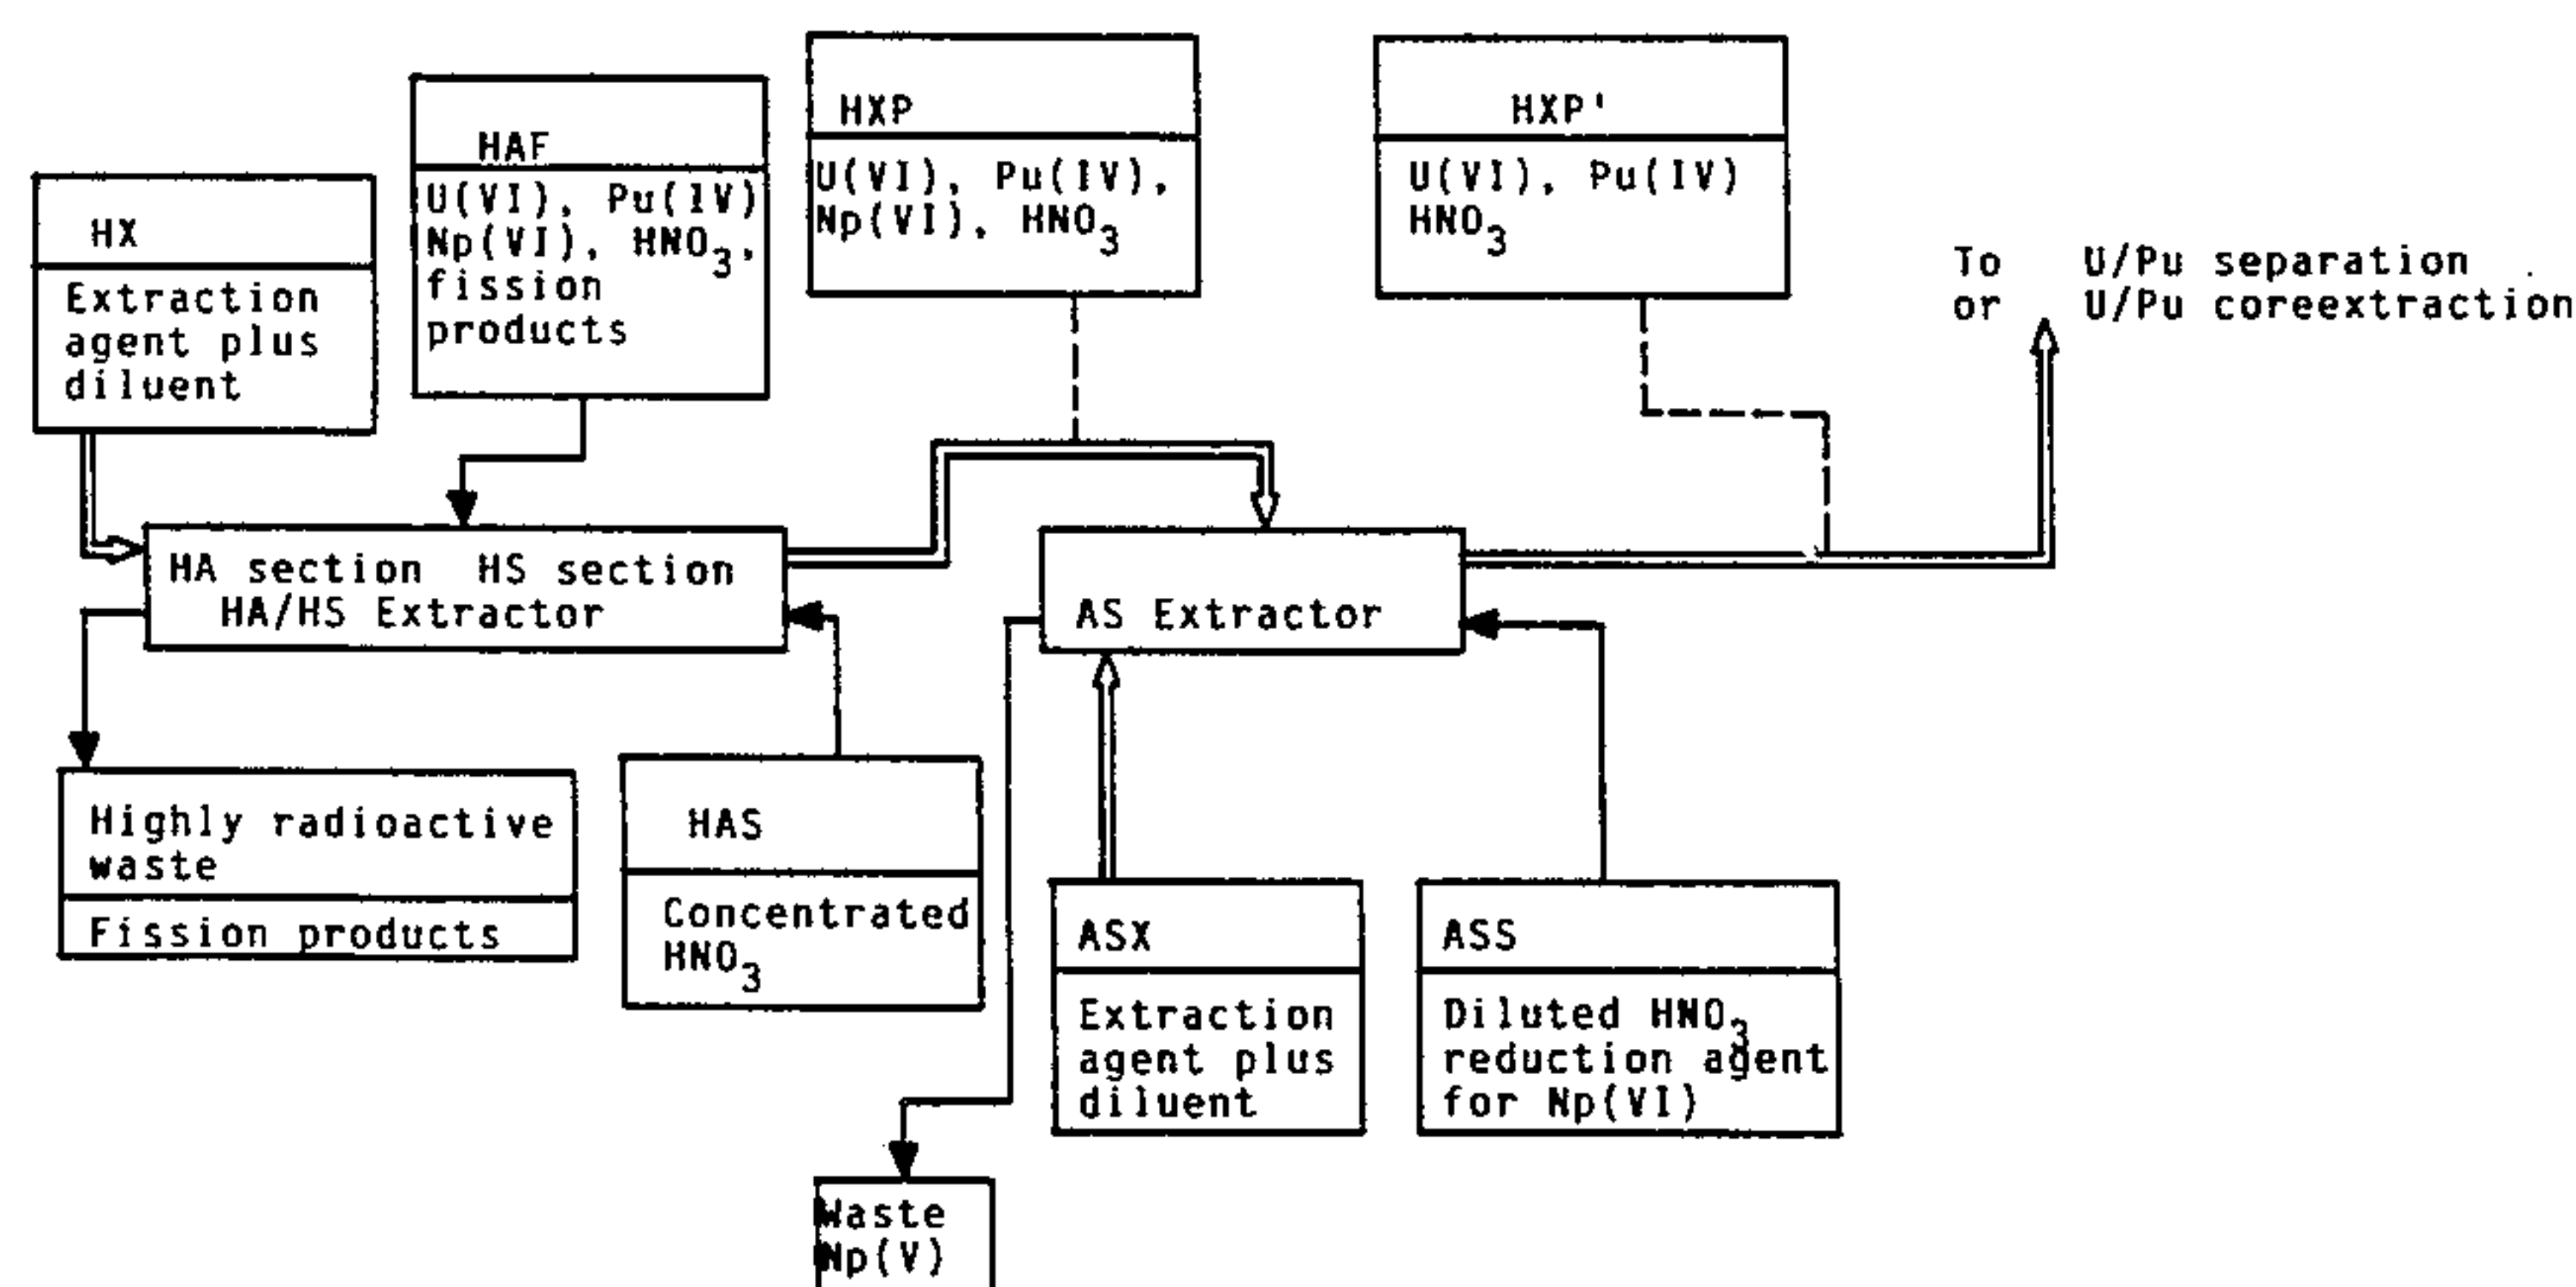 HX
Extraction
agent plus
diluent
HAF
U(VI), Pu(IV)
Np(VI), HNO3,
fission
products
HXP
U(VI), Pu(IV),
Np(VI), HNO3
HXP'
U(VI), Pu(IV)
HNO3
To U/Pu separation
or U/Pu coreextraction
HA section HS section
HA/HS Extractor
AS Extractor
Highly radioactive
waste
Fission products
HAS
Concentrated
HNO3
ASX
Extraction
agent plus
diluent
ASS
Diluted HNO3
reduction agent
for Np(VI)
Waste
Np(V)